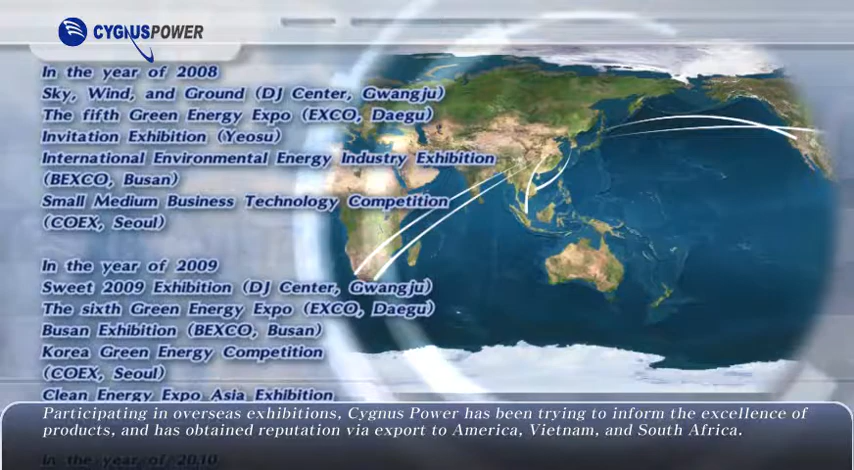 CYGNUSPOWER
In the year of 2008
Sky, Wind, and Ground (DJ Center, Gwangju)
The fifth Green Energy Expo (EXCO, Daegu)
Invitation Exhibition (Yeosu)
International Environmental Energy Industry Exhibition
(BEXCO, Busan)
Small Medium Business Technology Competition
(COEX, Seoul)
In the year of 2009
Sweet 2009 Exhibition (DJ Center, Gwangju)
The sixth Green Energy Expo (EXCO, Daegu)
Busan Exhibition (BEXCO, Busan)
Korea Green Energy Competition
(COEX, Seoul)
Clean Energy Expo Asia Exhibition
Participating in overseas exhibitions, Cygnus Power has been trying to inform the excellence of
products, and has obtained reputation via export to America, Vietnam, and South Africa.
In the year of 2010